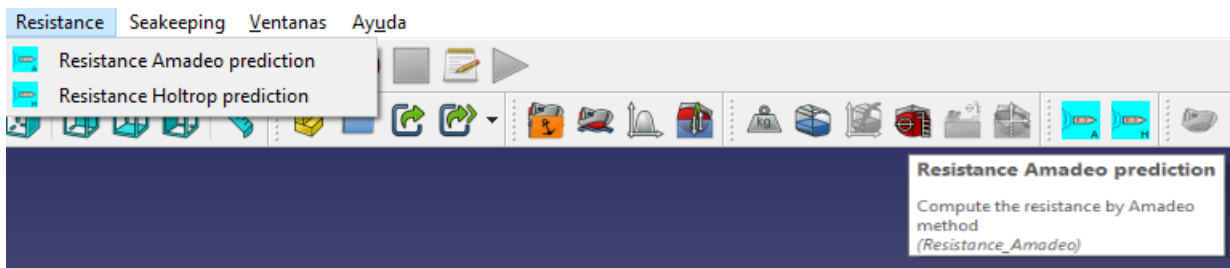 Resistance Seakeeping Ventanas Ayuda
Resistance Amadeo prediction
Resistance Holtrop prediction
kg
A H
Resistance Amadeo prediction
Compute the resistance by Amadeo
method
(Resistance_Amadeo)